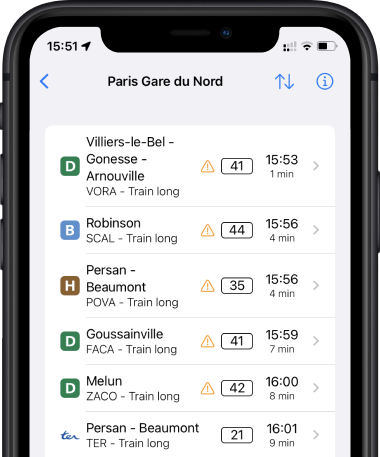 15:51
Paris Gare du Nord
Villiers-le-Bel -
Gonesse -
Arnouville
VORA - Train long
D
41
15:53
1 min
B
Robinson
SCAL - Train long
44
15:56
4 min
H
Persan -
Beaumont
POVA - Train long
35
15:56
4 min
D
Goussainville
FACA - Train long
41
15:59
7 min
D
Melun
ZACO - Train long
42
16:00
8 min
ter
Persan - Beaumont
TER - Train long
21
16:01
9 min